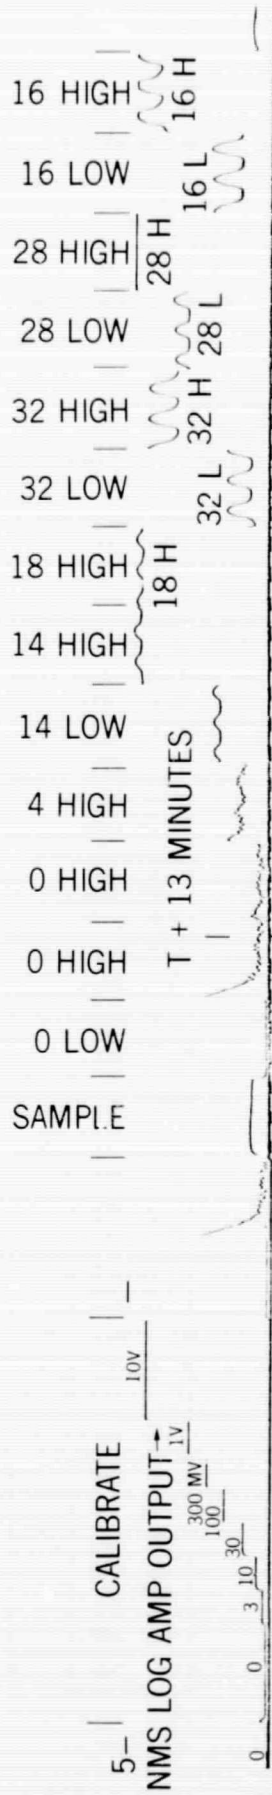 16 HIGH
16 H
16 LOW
16 L
28 HIGH
28 H
28 LOW
28 L
32 HIGH
32 H
32 LOW
32 L
18 HIGH
18 H
14 HIGH
14 LOW
4 HIGH
0 HIGH
T + 13 MINUTES
0 HIGH
0 LOW
SAMPLE
CALIBRATE
5–
NMS LOG AMP OUTPUT→
10V
1V
300 MV
100
30
10
3
0
0